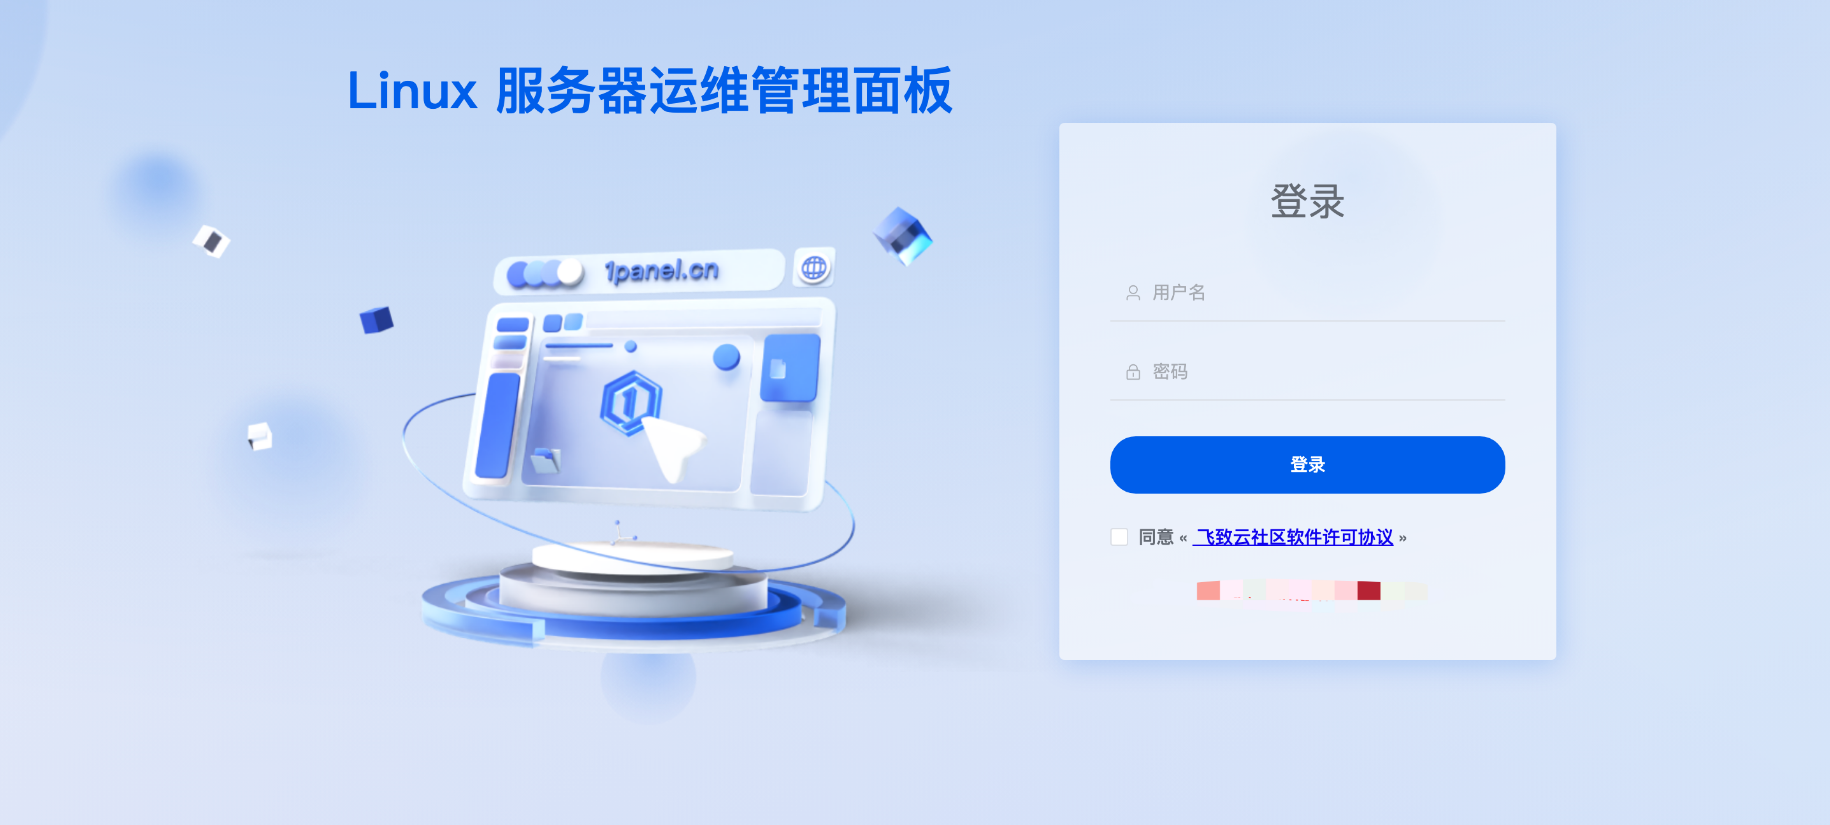 Linux 服务器运维管理面板
1panel.cn
1
登录
用户名
密码
登录
同意 « 飞致云社区软件许可协议 »